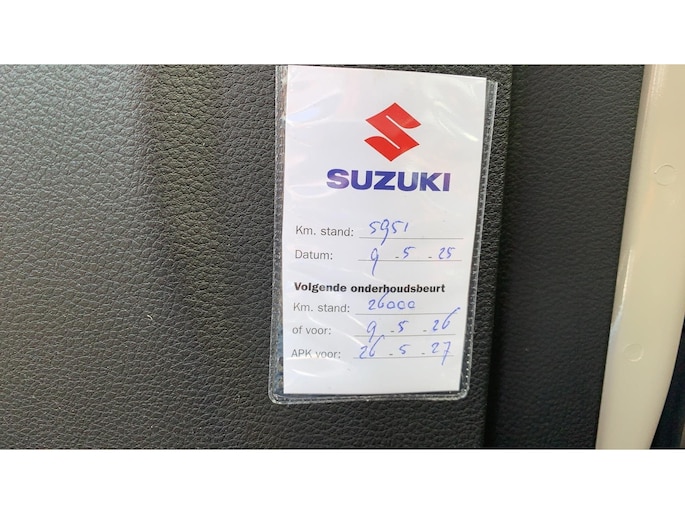 SUZUKI
Km. stand: 5951
Datum: 9 - 5 - 25
Volgende onderhoudsbeurt
Km. stand: 26000
of voor: 9 - 5 - 26
APK voor: 26 - 5 - 27